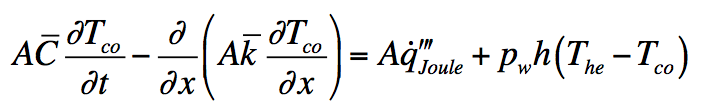 A C̅ ∂T_co/∂t − ∂/∂x (A k̅ ∂T_co/∂x) = A q̇‴_Joule + p_w h(T_he − T_co)